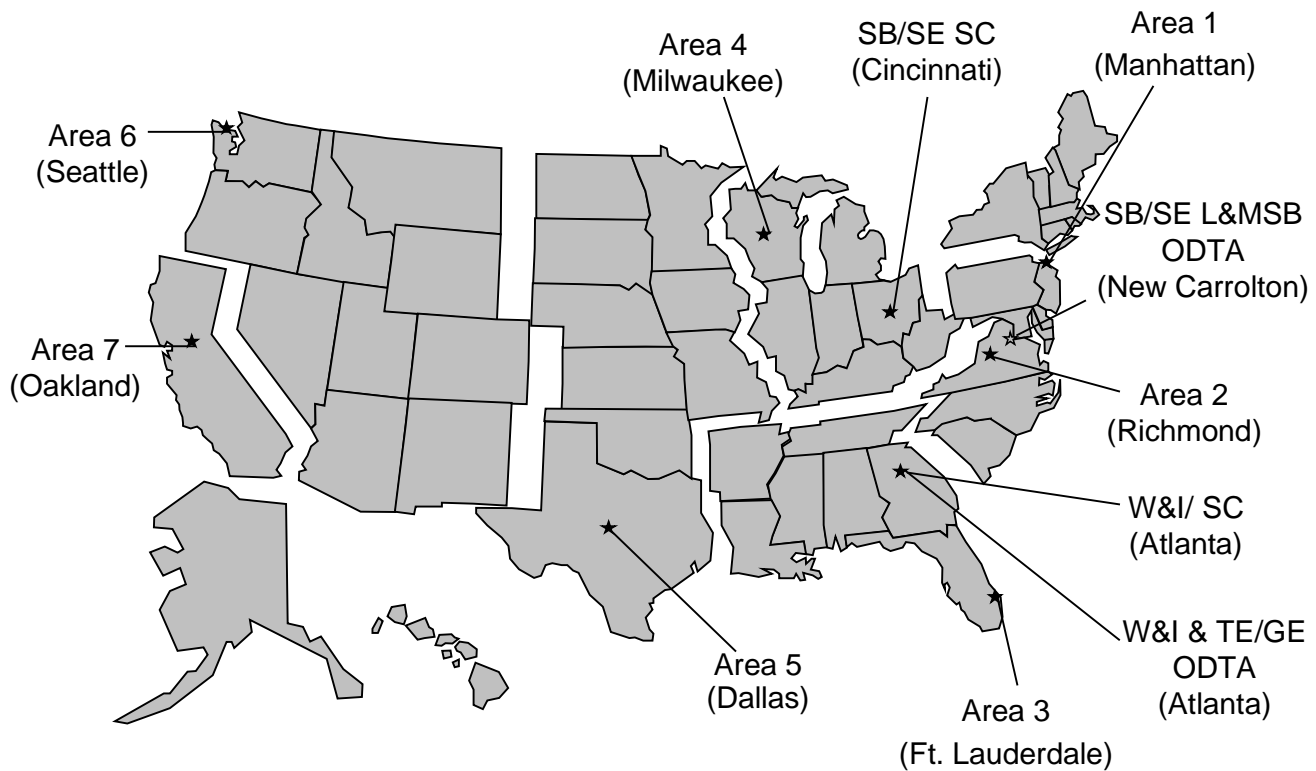 Area 4
(Milwaukee)
SB/SE SC
(Cincinnati)
Area 1
(Manhattan)
Area 6
(Seattle)
SB/SE L&MSB
ODTA
(New Carrolton)
Area 7
(Oakland)
Area 2
(Richmond)
W&I/ SC
(Atlanta)
W&I & TE/GE
ODTA
(Atlanta)
Area 5
(Dallas)
Area 3
(Ft. Lauderdale)